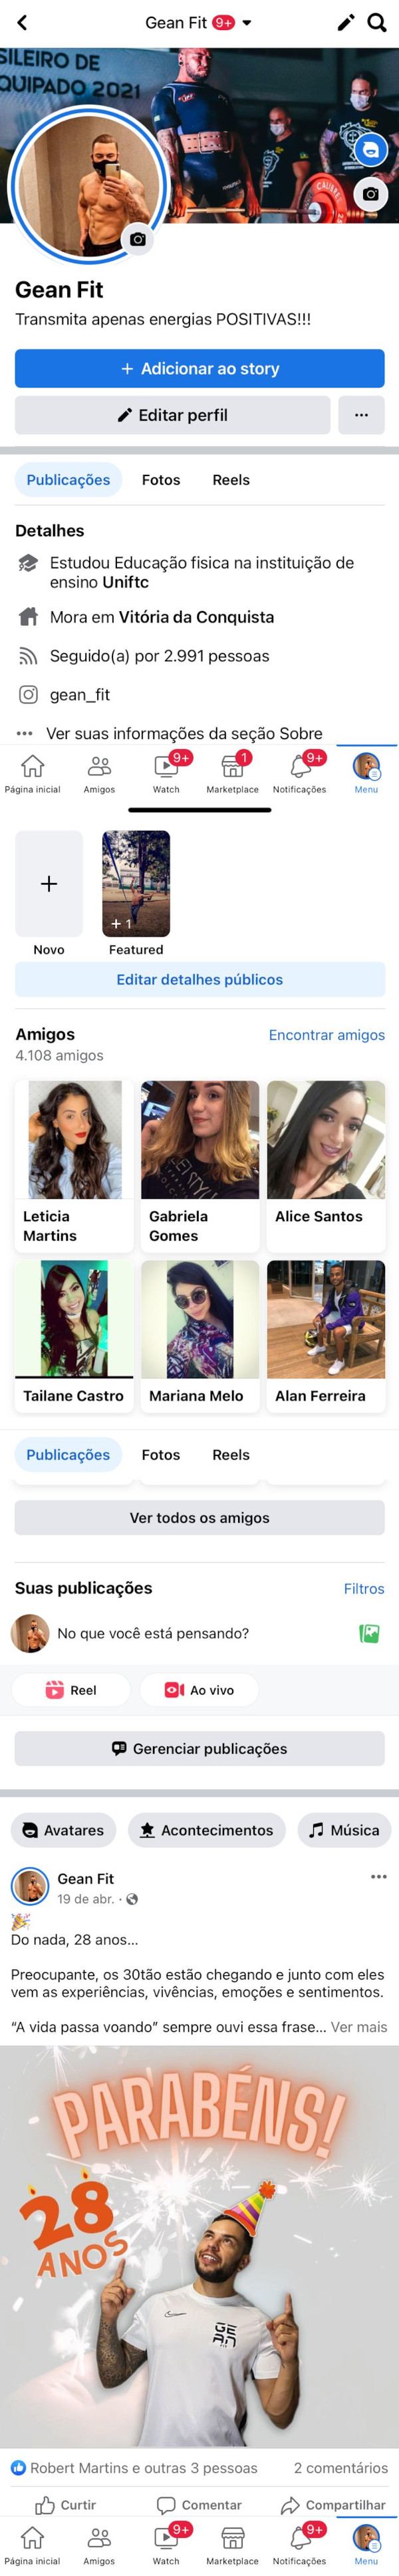 Gean Fit 9+
SILEIRO DE
QUIPADO 2021
CALIBRE
25
Gean Fit
Transmita apenas energias POSITIVAS!!!
+ Adicionar ao story
Editar perfil
Publicações Fotos Reels
Detalhes
Estudou Educação fisica na instituição de
ensino Uniftc
Mora em Vitória da Conquista
Seguido(a) por 2.991 pessoas
gean_fit
Ver suas informações da seção Sobre
9+ 1 9+
Página inicial Amigos Watch Marketplace Notificações Menu
+ 1
Novo Featured
Editar detalhes públicos
Amigos Encontrar amigos
4.108 amigos
Leticia Gabriela Alice Santos
Martins Gomes
Tailane Castro Mariana Melo Alan Ferreira
Publicações Fotos Reels
Ver todos os amigos
Suas publicações Filtros
No que você está pensando?
Reel Ao vivo
Gerenciar publicações
Avatares Acontecimentos Música
Gean Fit
19 de abr. ·
Do nada, 28 anos...
Preocupante, os 30tão estão chegando e junto com eles
vem as experiências, vivências, emoções e sentimentos.
“A vida passa voando” sempre ouvi essa frase... Ver mais
PARABÉNS!
28
ANOS
Robert Martins e outras 3 pessoas 2 comentários
Curtir Comentar Compartilhar
9+ 9+
Página inicial Amigos Watch Marketplace Notificações Menu